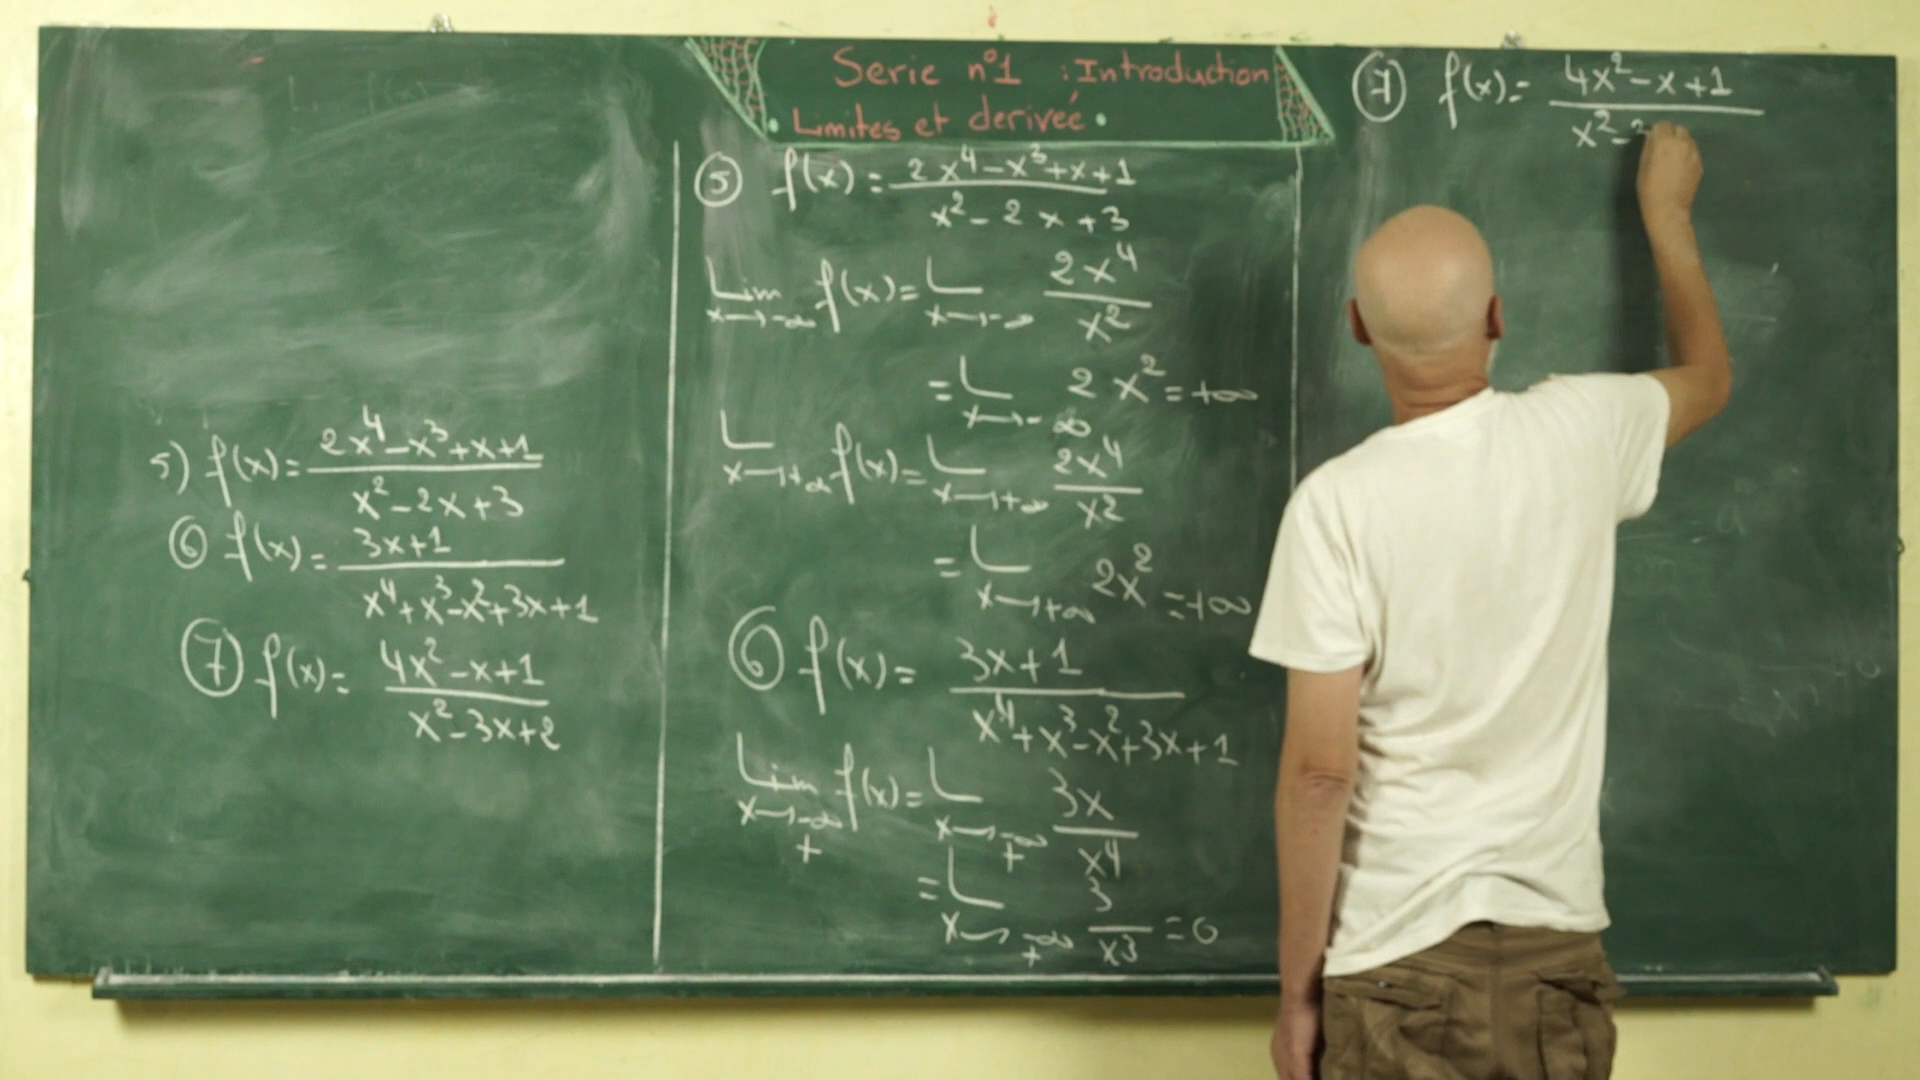 Serie n°1 : Introduction
• Limites et deriveé •
5) f(x) = (2x⁴ - x³ + x + 1) / (x² - 2x + 3)
⑥ f(x) = (3x+1) / (x⁴ + x³ - x² + 3x + 1)
⑦ f(x) = (4x² - x + 1) / (x² - 3x + 2)
⑤ f(x) = (2x⁴ - x³ + x + 1) / (x² - 2x + 3)
Lim x→-∞ f(x) = L x→-∞ 2x⁴ / x²
= L x→-∞ 2x² = +∞
L x→+∞ f(x) = L x→+∞ 2x⁴ / x²
= L x→+∞ 2x² = +∞
⑥ f(x) = (3x+1) / (x⁴ + x³ - x² + 3x + 1)
Lim x→-∞ + f(x) = L x→-∞ + 3x / x⁴
= L x→-∞ + 3 / x³ = 0
⑦ f(x) = (4x² - x + 1) / (x² -